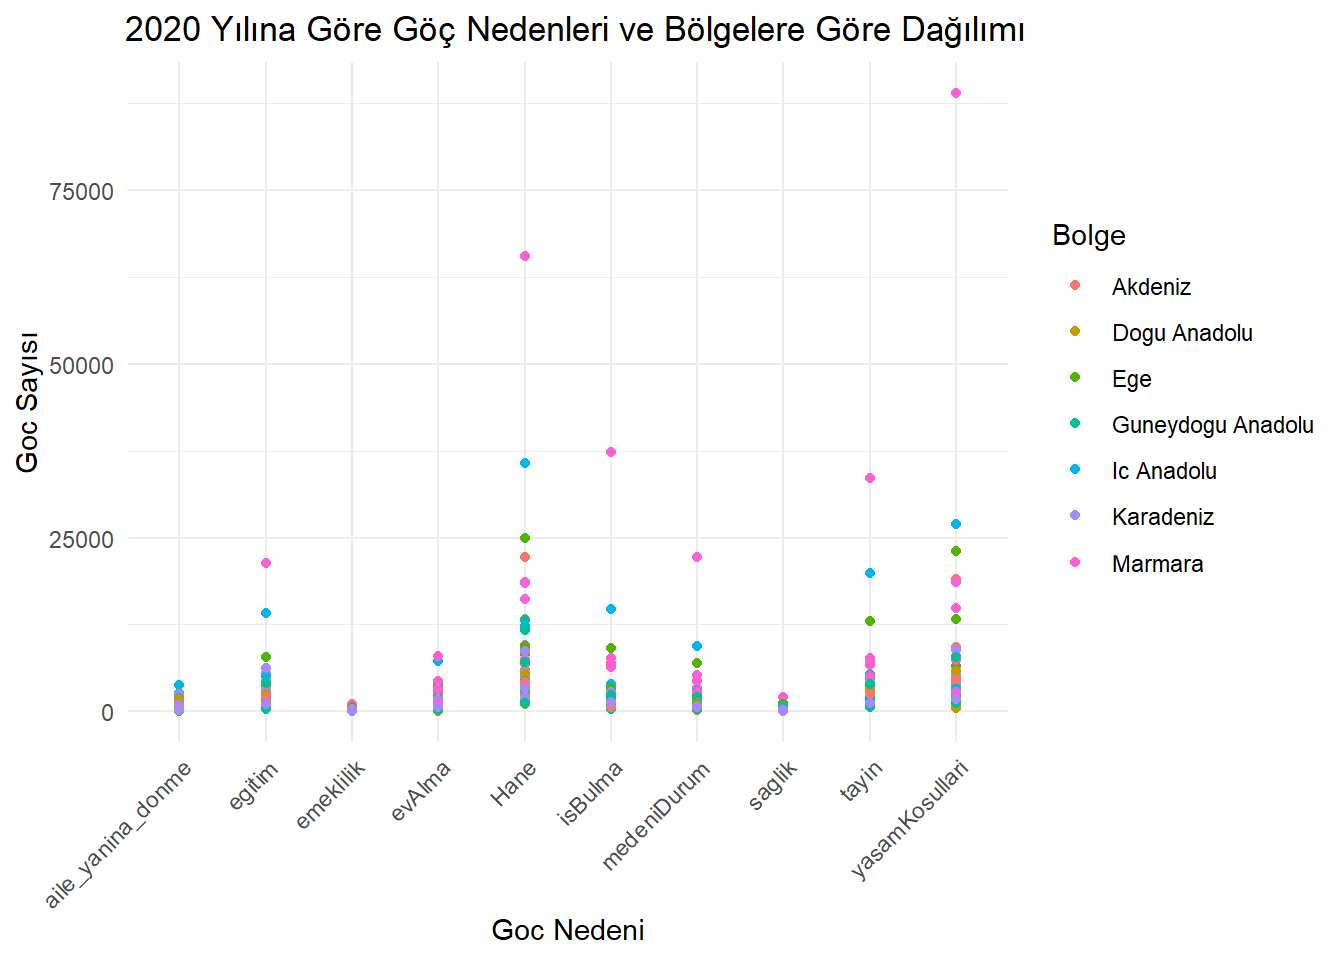 2020 Yılına Göre Göç Nedenleri ve Bölgelere Göre Dağılımı
Goc Sayısı
75000
50000
25000
0
aile_yanina_donme
egitim
emeklilik
evAlma
Hane
isBulma
medeniDurum
saglik
tayin
yasamKosullari
Goc Nedeni
Bolge
Akdeniz
Dogu Anadolu
Ege
Guneydogu Anadolu
Ic Anadolu
Karadeniz
Marmara